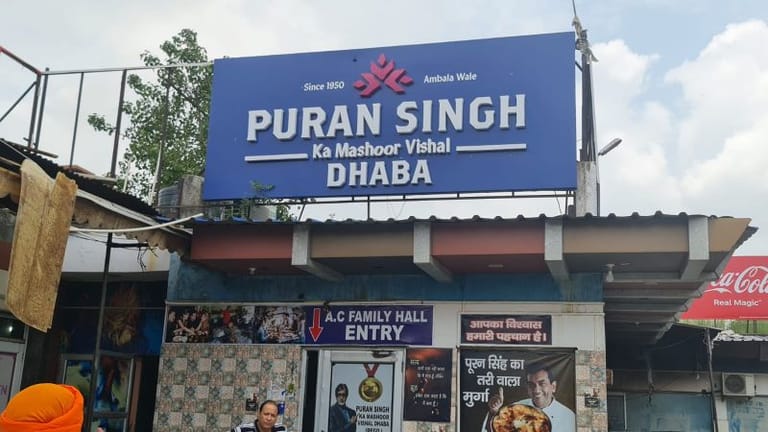 Since 1950
Ambala Wale
PURAN SINGH
Ka Mashoor Vishal
DHABA
A.C FAMILY HALL
ENTRY
आपका विश्वास
हमारी पहचान है।
पूरन सिंह का
तरी वाला
मुर्गा
PURAN SINGH
KA MASHOOR
VISHAL DHABA
(REGD.)
Coca-Cola
Real Magic